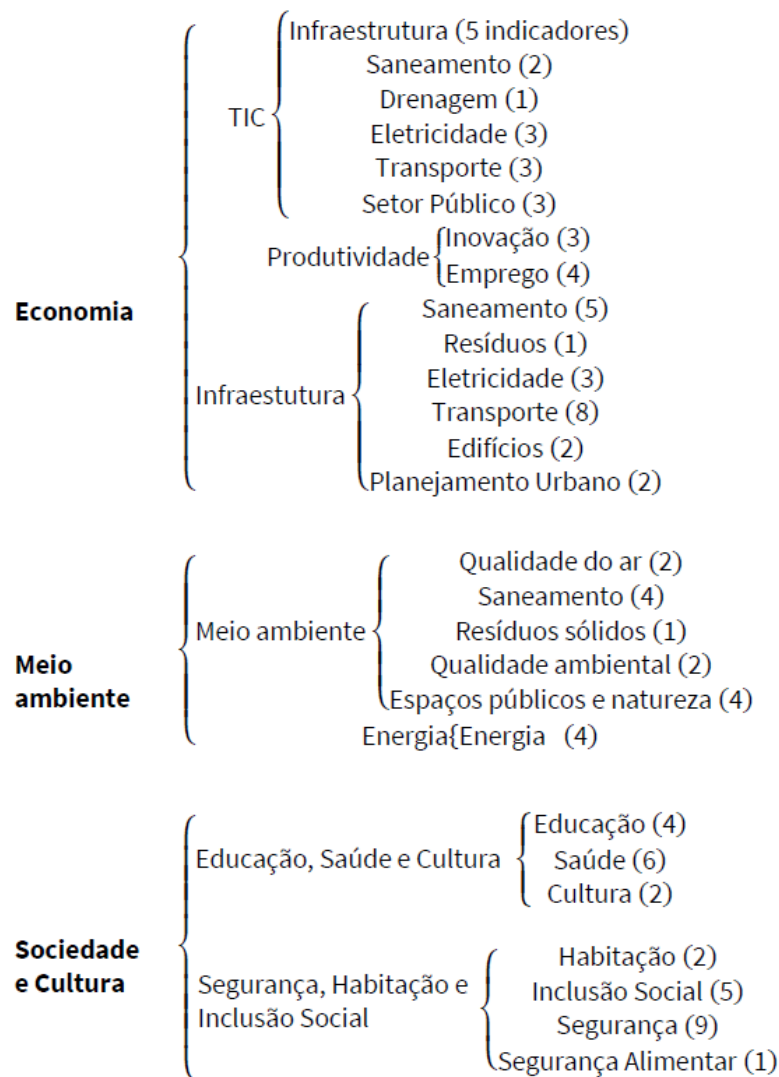 Economia
TIC
Infraestrutura (5 indicadores)
Saneamento (2)
Drenagem (1)
Eletricidade (3)
Transporte (3)
Setor Público (3)
Produtividade
Inovação (3)
Emprego (4)
Infraestutura
Saneamento (5)
Resíduos (1)
Eletricidade (3)
Transporte (8)
Edifícios (2)
Planejamento Urbano (2)
Meio
ambiente
Meio ambiente
Qualidade do ar (2)
Saneamento (4)
Resíduos sólidos (1)
Qualidade ambiental (2)
Espaços públicos e natureza (4)
Energia{Energia (4)
Sociedade
e Cultura
Educação, Saúde e Cultura
Educação (4)
Saúde (6)
Cultura (2)
Segurança, Habitação e
Inclusão Social
Habitação (2)
Inclusão Social (5)
Segurança (9)
Segurança Alimentar (1)